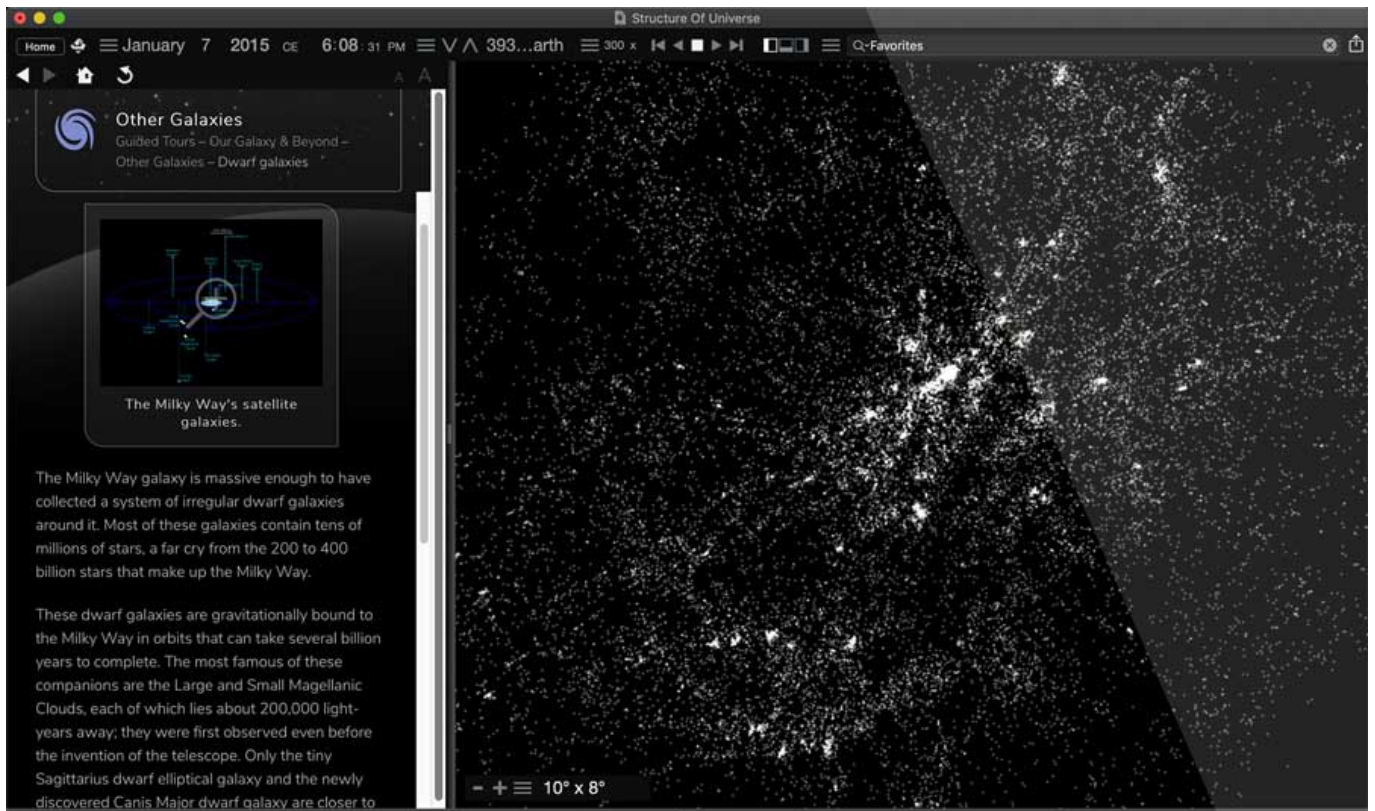 Structure Of Universe
Home January 7 2015 CE 6:08:31 PM 393...arth 300 x Favorites
A A
Other Galaxies
Guided Tours – Our Galaxy & Beyond –
Other Galaxies – Dwarf galaxies
The Milky Way's satellite
galaxies.
The Milky Way galaxy is massive enough to have
collected a system of irregular dwarf galaxies
around it. Most of these galaxies contain tens of
millions of stars, a far cry from the 200 to 400
billion stars that make up the Milky Way.
These dwarf galaxies are gravitationally bound to
the Milky Way in orbits that can take several billion
years to complete. The most famous of these
companions are the Large and Small Magellanic
Clouds, each of which lies about 200,000 light-
years away; they were first observed even before
the invention of the telescope. Only the tiny
Sagittarius dwarf elliptical galaxy and the newly
discovered Canis Major dwarf galaxy are closer to
10° x 8°